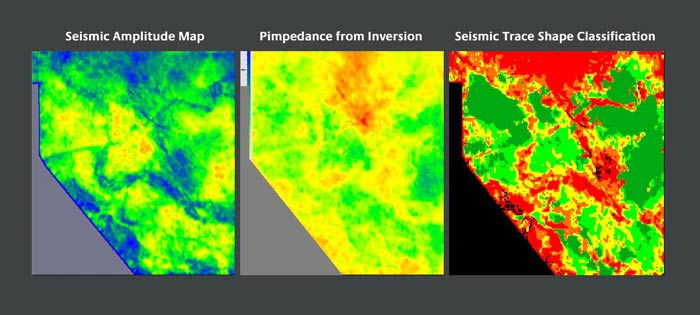 Seismic Amplitude Map
Pimpedance from Inversion
Seismic Trace Shape Classification